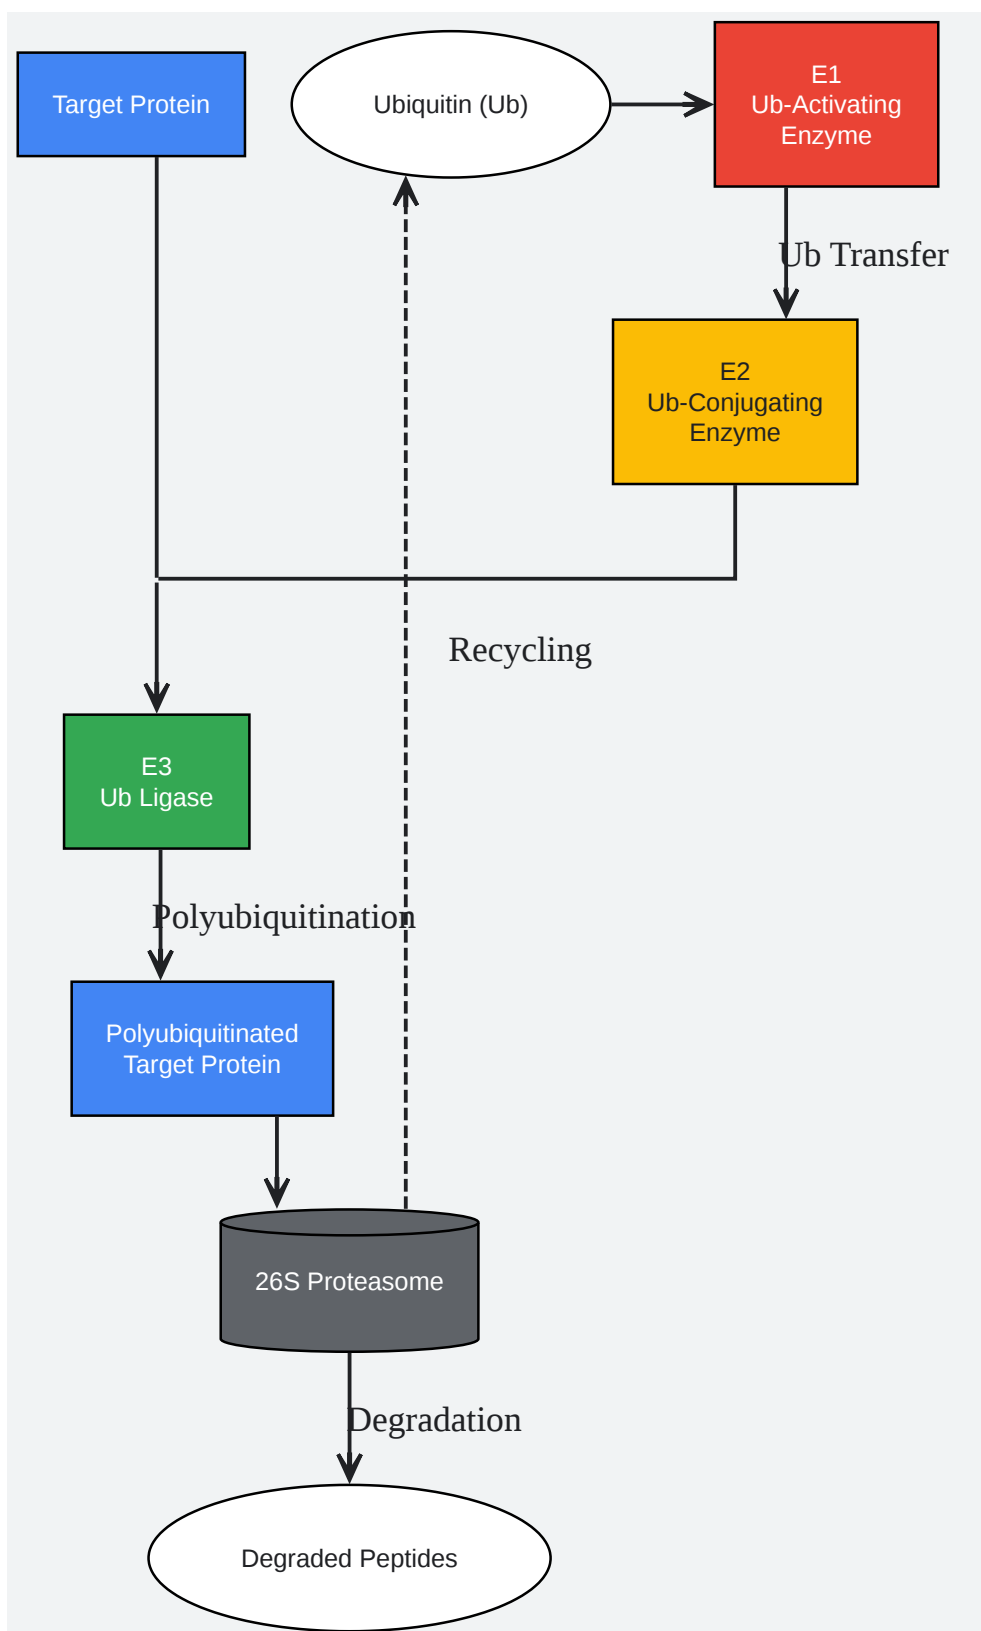 Target Protein
Ubiquitin (Ub)
E1
Ub-Activating
Enzyme
Ub Transfer
E2
Ub-Conjugating
Enzyme
Recycling
E3
Ub Ligase
Polyubiquitination
Polyubiquitinated
Target Protein
26S Proteasome
Degradation
Degraded Peptides